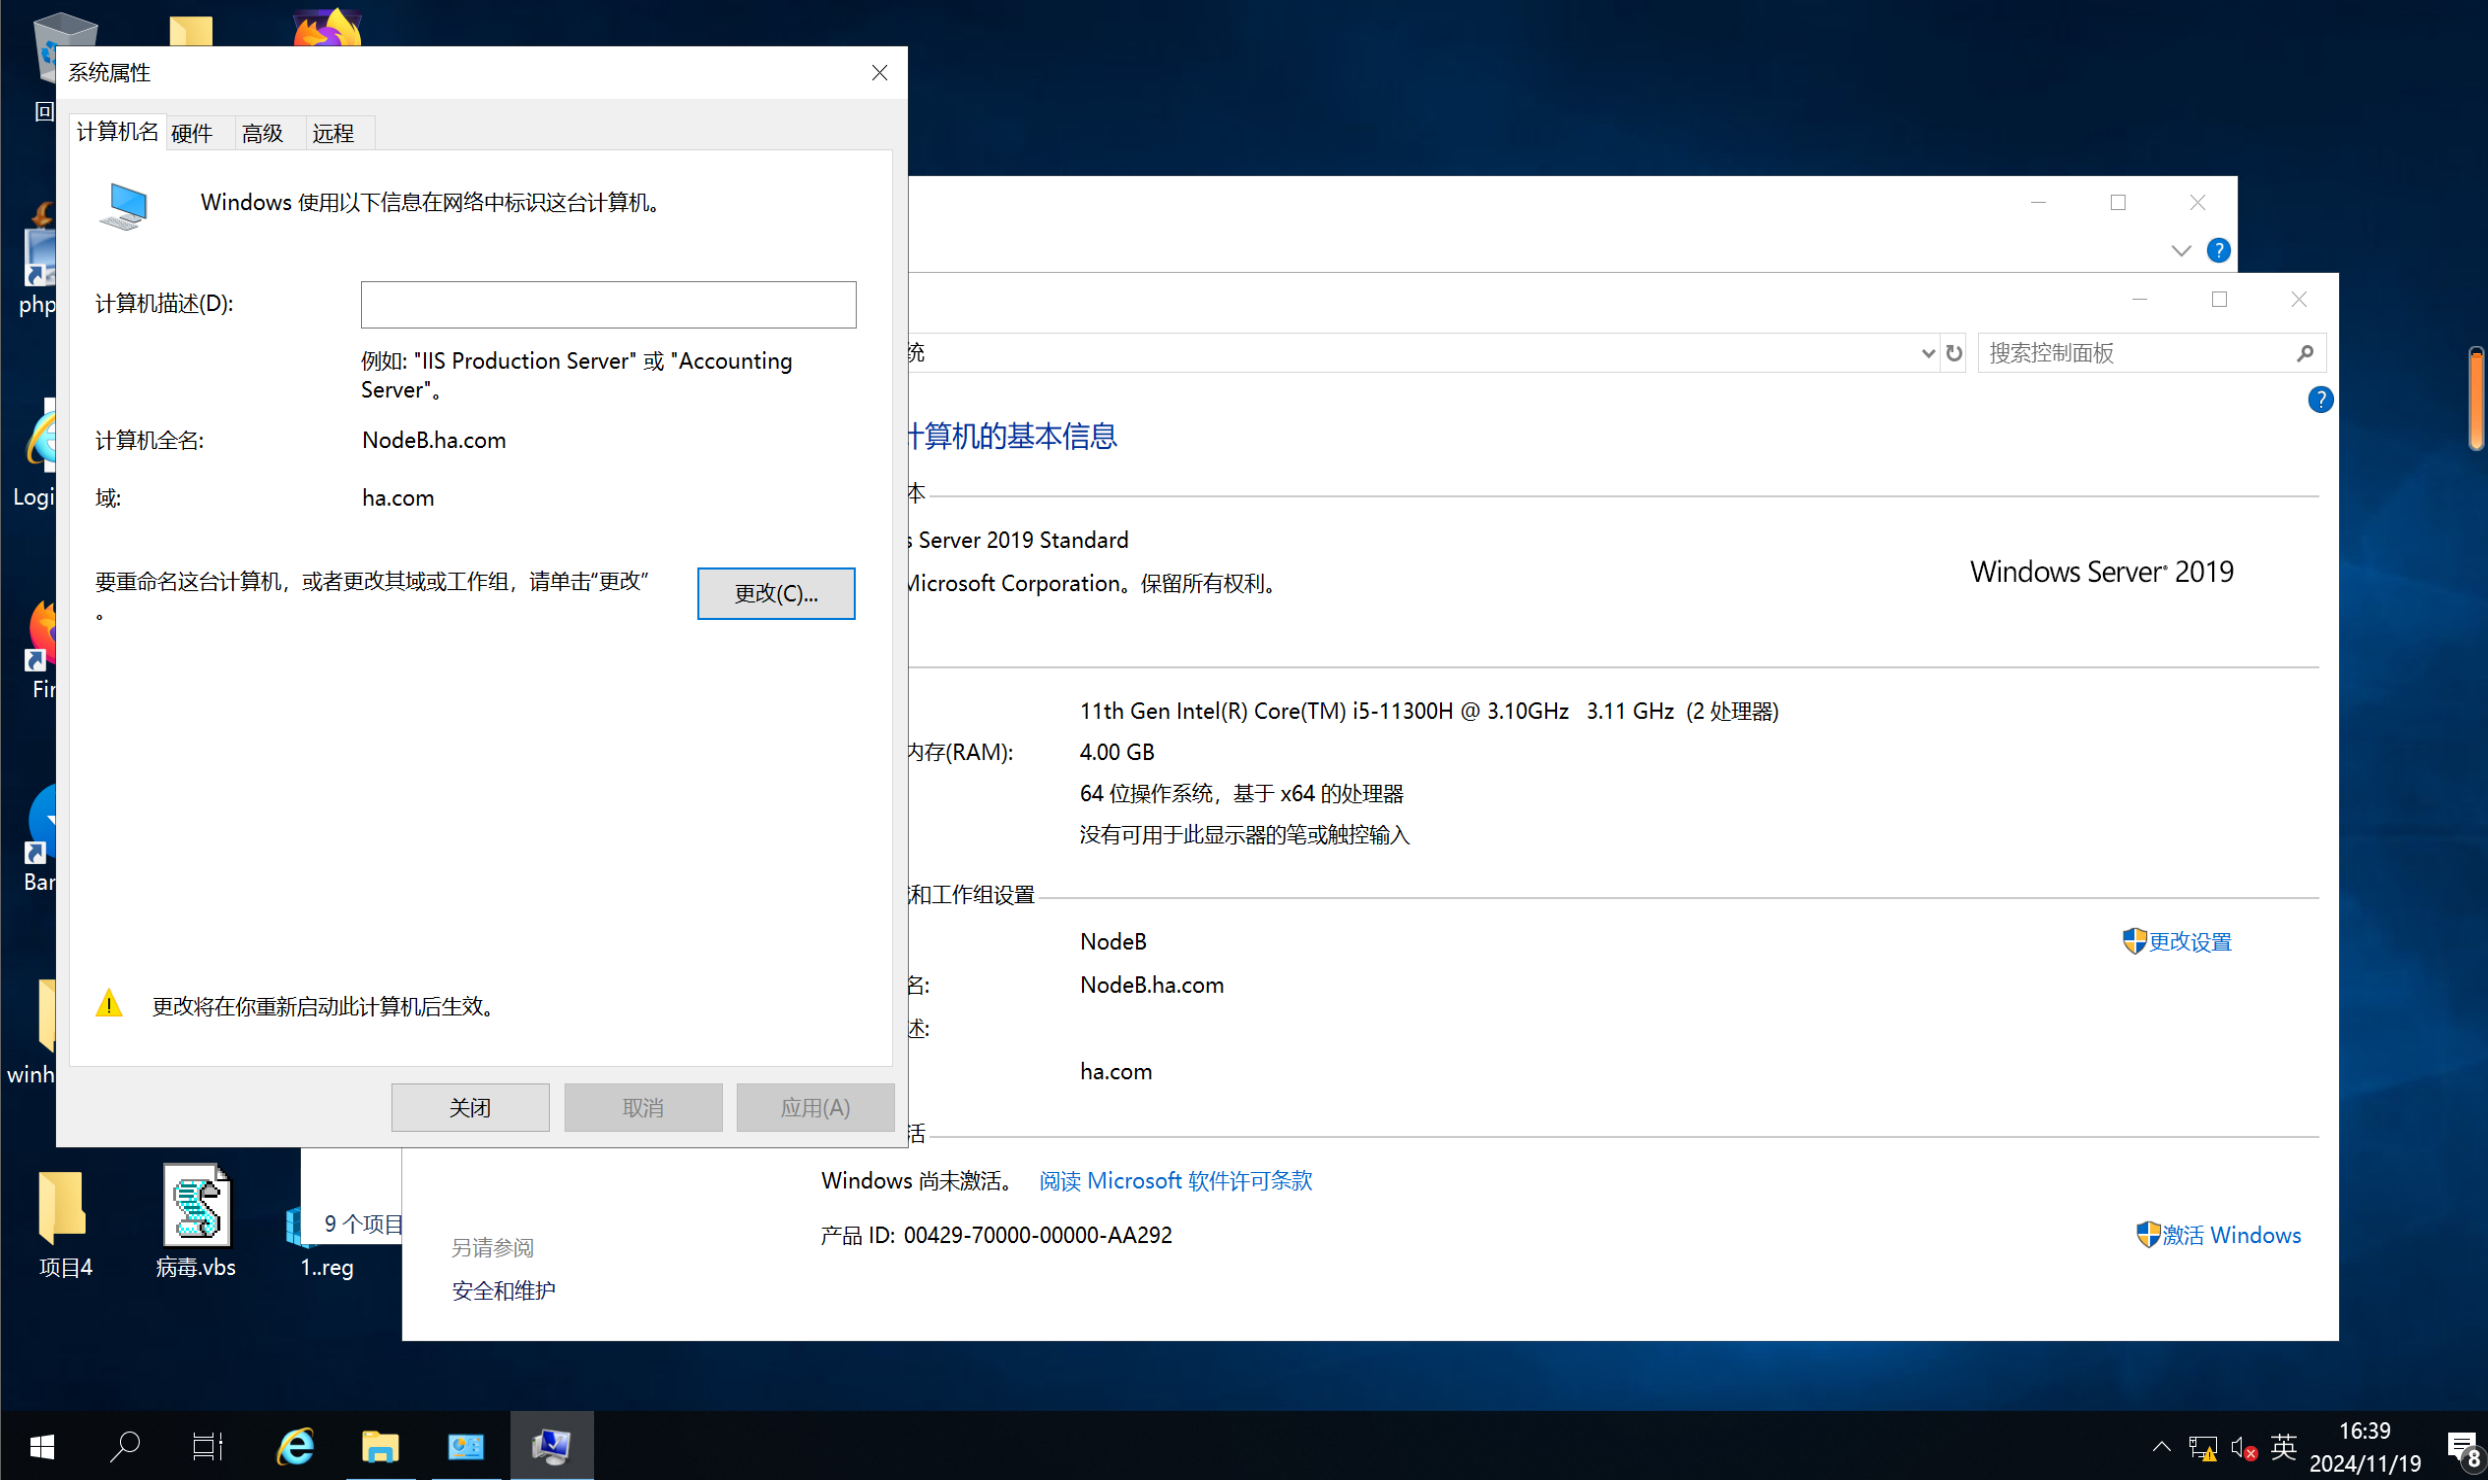 系统属性
计算机名 硬件 高级 远程
Windows 使用以下信息在网络中标识这台计算机。
计算机描述(D):
例如: "IIS Production Server" 或 "Accounting
Server"。
计算机全名: NodeB.ha.com
域: ha.com
要重命名这台计算机，或者更改其域或工作组，请单击“更改”
。
更改(C)...
更改将在你重新启动此计算机后生效。
关闭 取消 应用(A)
统
搜索控制面板
计算机的基本信息
本
s Server 2019 Standard
Microsoft Corporation。保留所有权利。
Windows Server 2019
11th Gen Intel(R) Core(TM) i5-11300H @ 3.10GHz 3.11 GHz (2 处理器)
内存(RAM): 4.00 GB
64 位操作系统，基于 x64 的处理器
没有可用于此显示器的笔或触控输入
和工作组设置
NodeB
更改设置
名: NodeB.ha.com
述:
ha.com
活
Windows 尚未激活。 阅读 Microsoft 软件许可条款
产品 ID: 00429-70000-00000-AA292
激活 Windows
另请参阅
安全和维护
9 个项目
回
php
Logi
Fir
Bar
winh
项目4
病毒.vbs
1..reg
英
16:39
2024/11/19
8